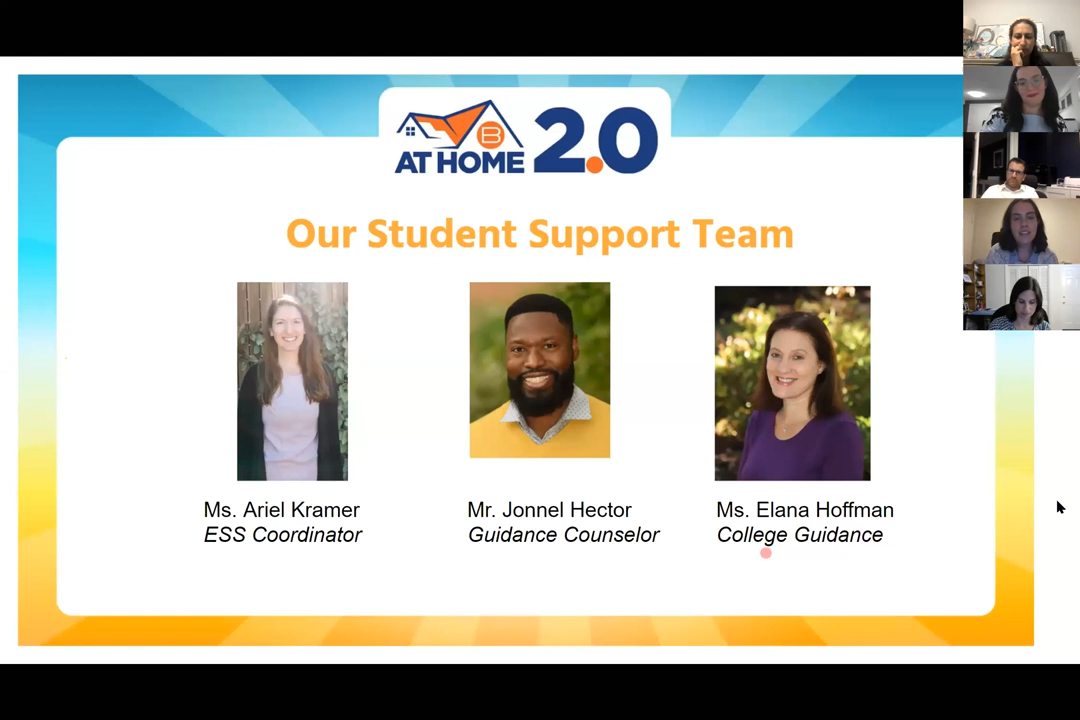 B
AT HOME 2.0
Our Student Support Team
Ms. Ariel Kramer
ESS Coordinator
Mr. Jonnel Hector
Guidance Counselor
Ms. Elana Hoffman
College Guidance